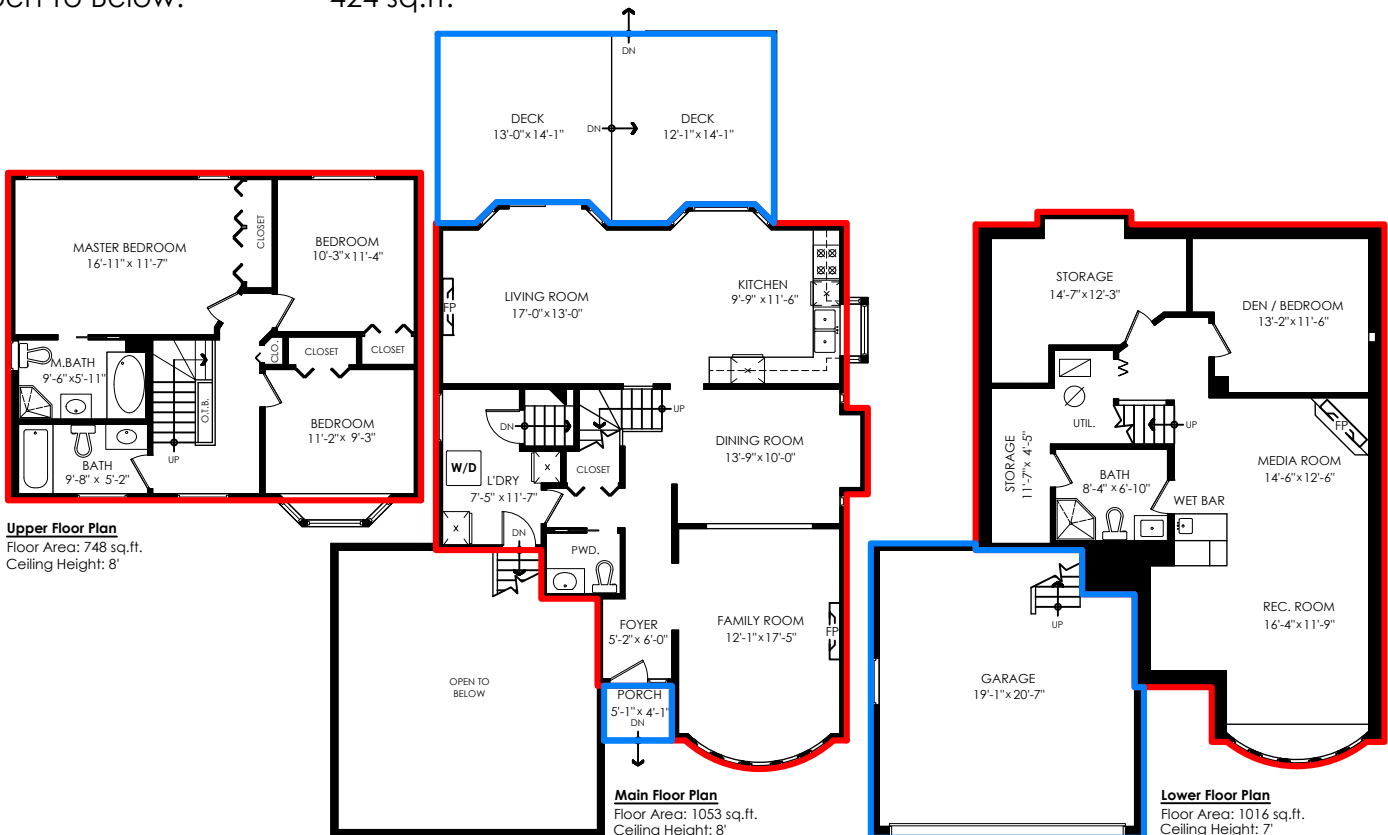 424 sq.ft.
DN
DECK
13'-0"x 14'-1"
DN
DECK
12'-1"x 14'-1"
MASTER BEDROOM
16'-11"x 11'-7"
CLOSET
BEDROOM
10'-3"x 11'-4"
M.BATH
9'-6"x5'-11"
CLO.
CLOSET
CLOSET
O.T.B.
BEDROOM
11'-2"x 9'-3"
BATH
9'-8"x 5'-2"
UP
Upper Floor Plan
Floor Area: 748 sq.ft.
Ceiling Height: 8'
LIVING ROOM
17'-0"x 13'-0"
FP
KITCHEN
9'-9"x 11'-6"
UP
DN
DINING ROOM
13'-9"x 10'-0"
W/D
X
CLOSET
L'DRY
7'-5"x 11'-7"
X
DN
PWD.
FOYER
5'-2"x 6'-0"
FAMILY ROOM
12'-1"x 17'-5"
FP
OPEN TO
BELOW
PORCH
5'-1"x 4'-1"
DN
Main Floor Plan
Floor Area: 1053 sq.ft.
Ceiling Height: 8'
STORAGE
14'-7"x 12'-3"
DEN / BEDROOM
13'-2"x 11'-6"
UTIL.
UP
FP
STORAGE
11'-7"x 4'-5"
BATH
8'-4"x 6'-10"
MEDIA ROOM
14'-6"x 12'-6"
WET BAR
REC. ROOM
16'-4"x 11'-9"
UP
GARAGE
19'-1"x 20'-7"
Lower Floor Plan
Floor Area: 1016 sq.ft.
Ceiling Height: 7'